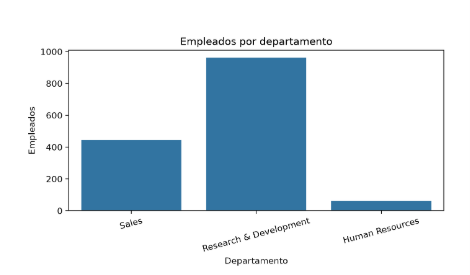 Empleados por departamento
1000
800
600
400
200
0
Empleados
Sales
Research & Development
Human Resources
Departamento